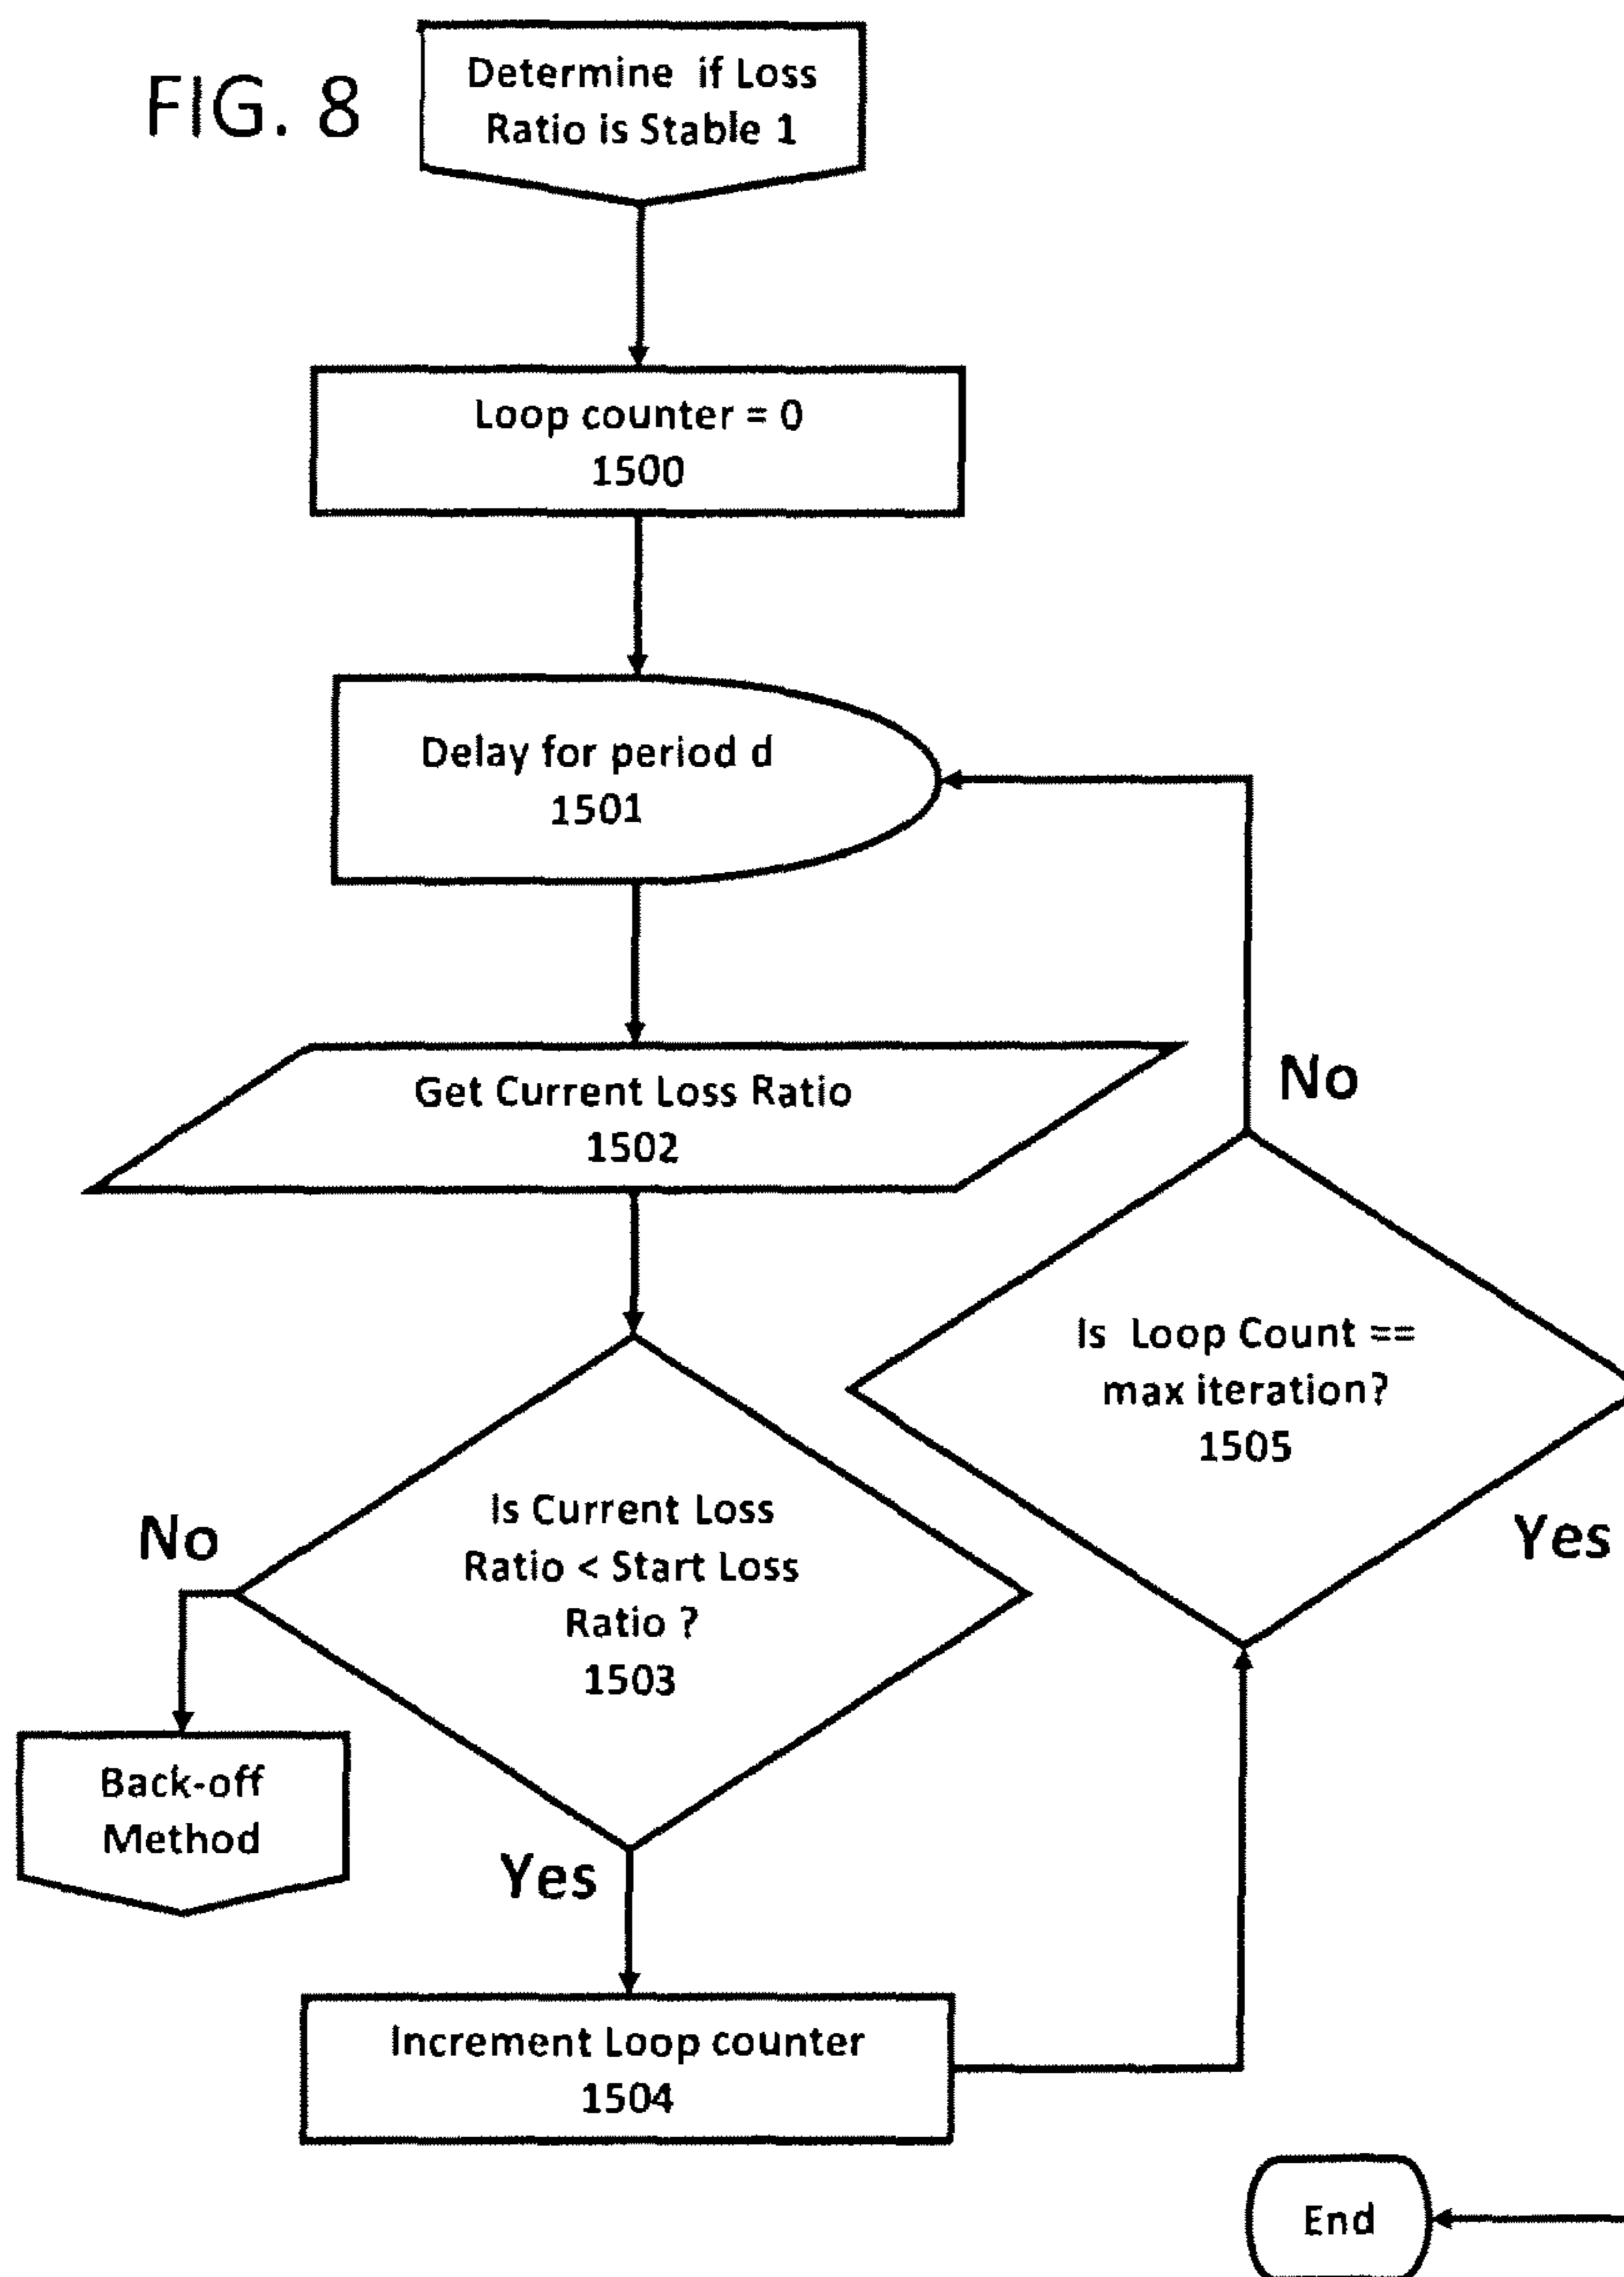 FIG. 8
Determine if Loss
Ratio is Stable 1
Loop counter = 0
1500
Delay for period d
1501
Get Current Loss Ratio
1502
No
Is Loop Count ==
max iteration?
1505
Yes
Is Current Loss
Ratio < Start Loss
Ratio ?
1503
No
Back-off
Method
Yes
Increment Loop counter
1504
End